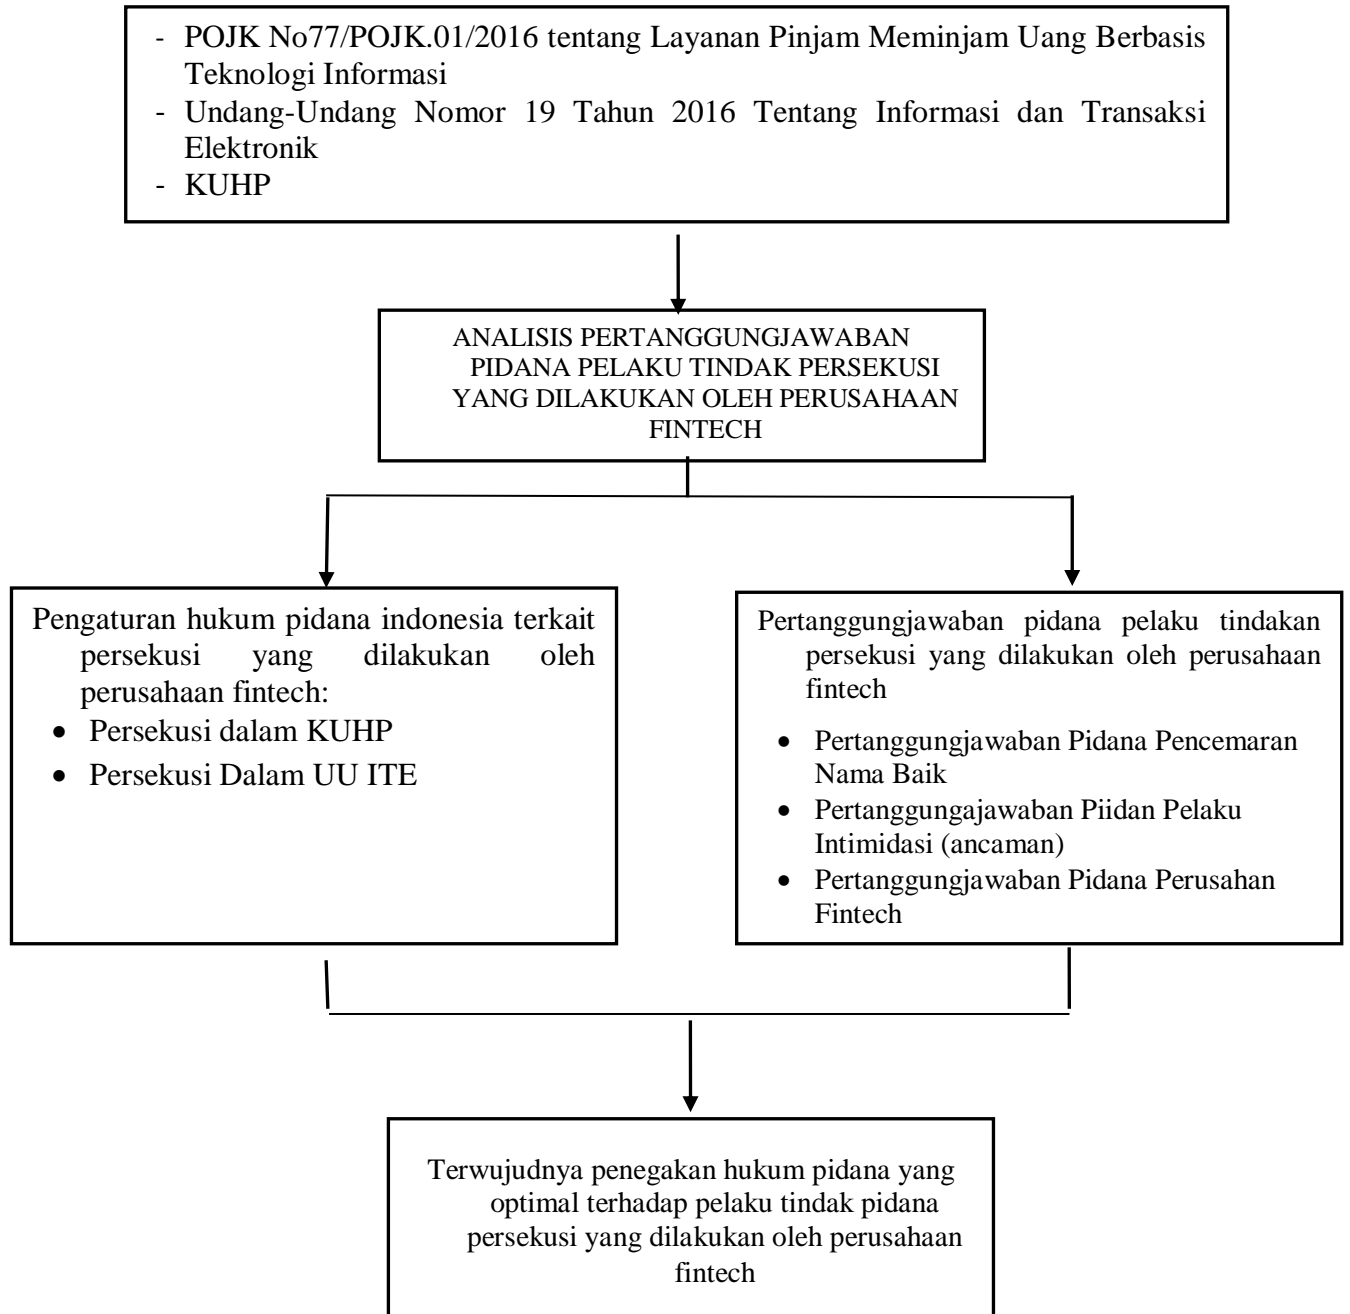 - POJK No77/POJK.01/2016 tentang Layanan Pinjam Meminjam Uang Berbasis
Teknologi Informasi
- Undang-Undang Nomor 19 Tahun 2016 Tentang Informasi dan Transaksi
Elektronik
- KUHP
ANALISIS PERTANGGUNGJAWABAN
PIDANA PELAKU TINDAK PERSEKUSI
YANG DILAKUKAN OLEH PERUSAHAAN
FINTECH
Pengaturan hukum pidana indonesia terkait
persekusi yang dilakukan oleh
perusahaan fintech:
• Persekusi dalam KUHP
• Persekusi Dalam UU ITE
Pertanggungjawaban pidana pelaku tindakan
persekusi yang dilakukan oleh perusahaan
fintech
• Pertanggungjawaban Pidana Pencemaran
Nama Baik
• Pertanggungajawaban Piidan Pelaku
Intimidasi (ancaman)
• Pertanggungjawaban Pidana Perusahan
Fintech
Terwujudnya penegakan hukum pidana yang
optimal terhadap pelaku tindak pidana
persekusi yang dilakukan oleh perusahaan
fintech